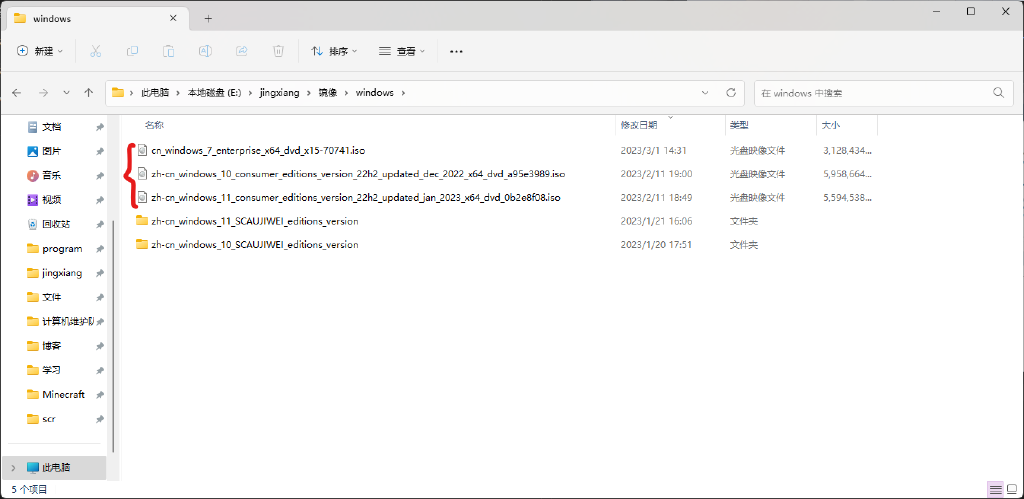 windows
新建
排序
查看
此电脑 本地磁盘 (E:) jingxiang 镜像 windows
在 windows 中搜索
名称 修改日期 类型 大小
cn_windows_7_enterprise_x64_dvd_x15-70741.iso 2023/3/1 14:31 光盘映像文件 3,128,434...
zh-cn_windows_10_consumer_editions_version_22h2_updated_dec_2022_x64_dvd_a95e3989.iso 2023/2/11 19:00 光盘映像文件 5,958,664...
zh-cn_windows_11_consumer_editions_version_22h2_updated_jan_2023_x64_dvd_0b2e8f08.iso 2023/2/11 18:49 光盘映像文件 5,594,538...
zh-cn_windows_11_SCAUJIWEI_editions_version 2023/1/21 16:06 文件夹
zh-cn_windows_10_SCAUJIWEI_editions_version 2023/1/20 17:51 文件夹
文档
图片
音乐
视频
回收站
program
jingxiang
文件
计算机维护队
博客
学习
Minecraft
scr
此电脑
5 个项目